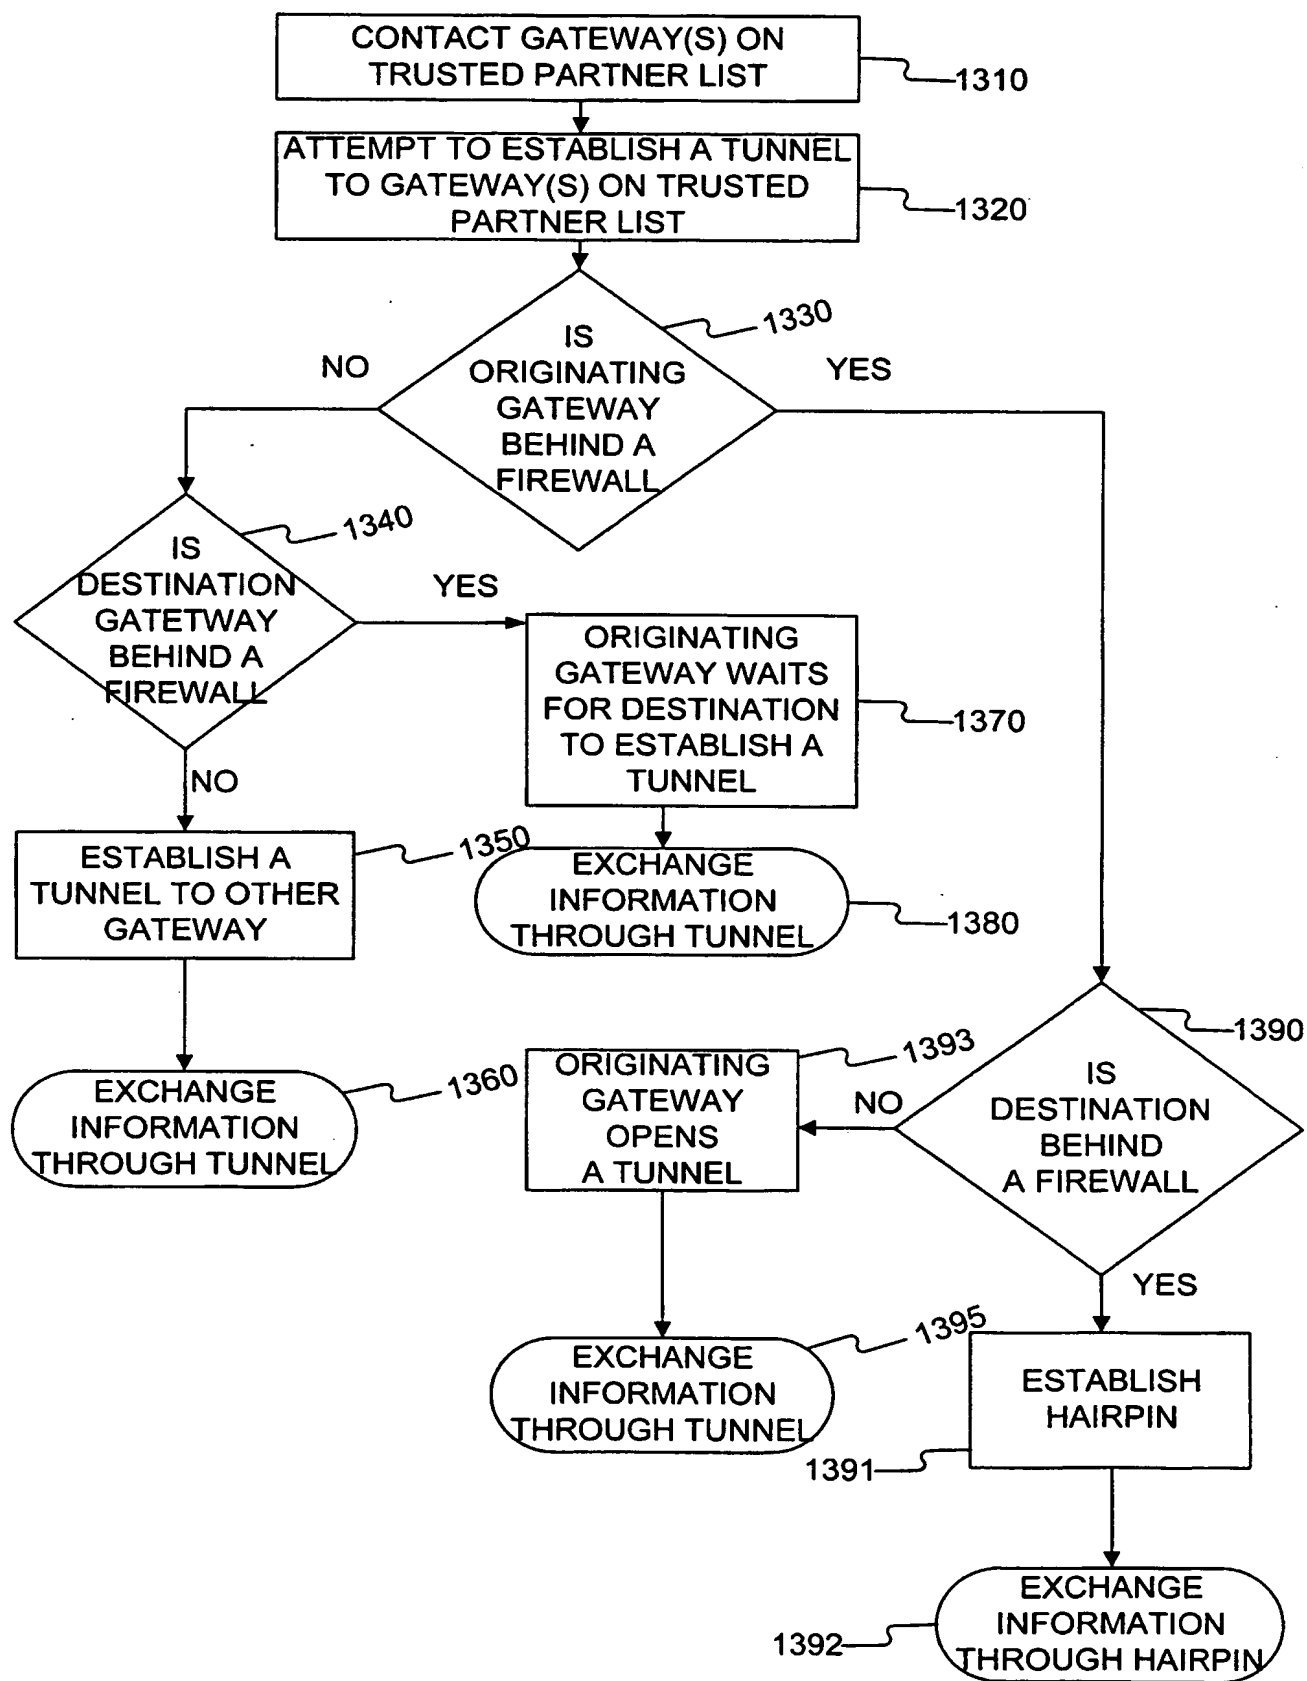 CONTACT GATEWAY(S) ON
TRUSTED PARTNER LIST
1310
ATTEMPT TO ESTABLISH A TUNNEL
TO GATEWAY(S) ON TRUSTED
PARTNER LIST
1320
1330
IS
ORIGINATING
GATEWAY
BEHIND A
FIREWALL
NO
YES
1340
IS
DESTINATION
GATETWAY
BEHIND A
FIREWALL
YES
NO
ORIGINATING
GATEWAY WAITS
FOR DESTINATION
TO ESTABLISH A
TUNNEL
1370
1350
ESTABLISH A
TUNNEL TO OTHER
GATEWAY
EXCHANGE
INFORMATION
THROUGH TUNNEL
1380
1360
EXCHANGE
INFORMATION
THROUGH TUNNEL
1390
IS
DESTINATION
BEHIND
A FIREWALL
NO
YES
1393
ORIGINATING
GATEWAY
OPENS
A TUNNEL
1395
EXCHANGE
INFORMATION
THROUGH TUNNEL
ESTABLISH
HAIRPIN
1391
EXCHANGE
INFORMATION
THROUGH HAIRPIN
1392